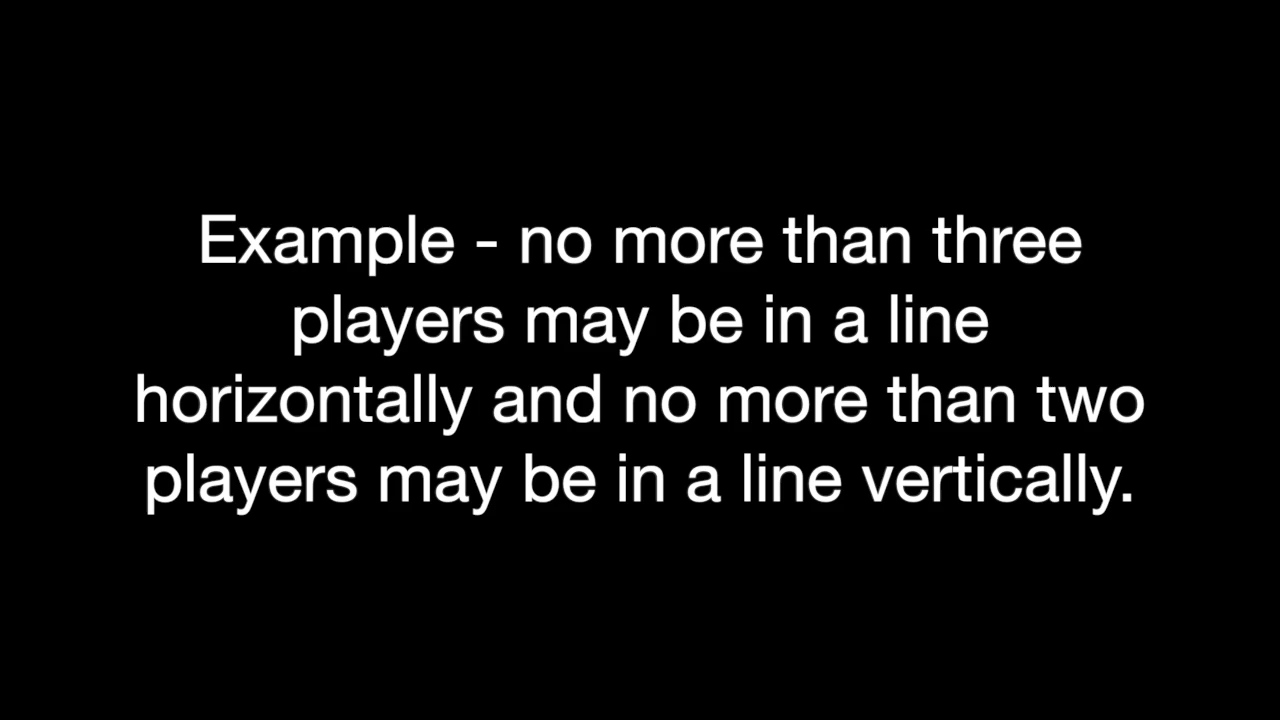 Example - no more than three
players may be in a line
horizontally and no more than two
players may be in a line vertically.